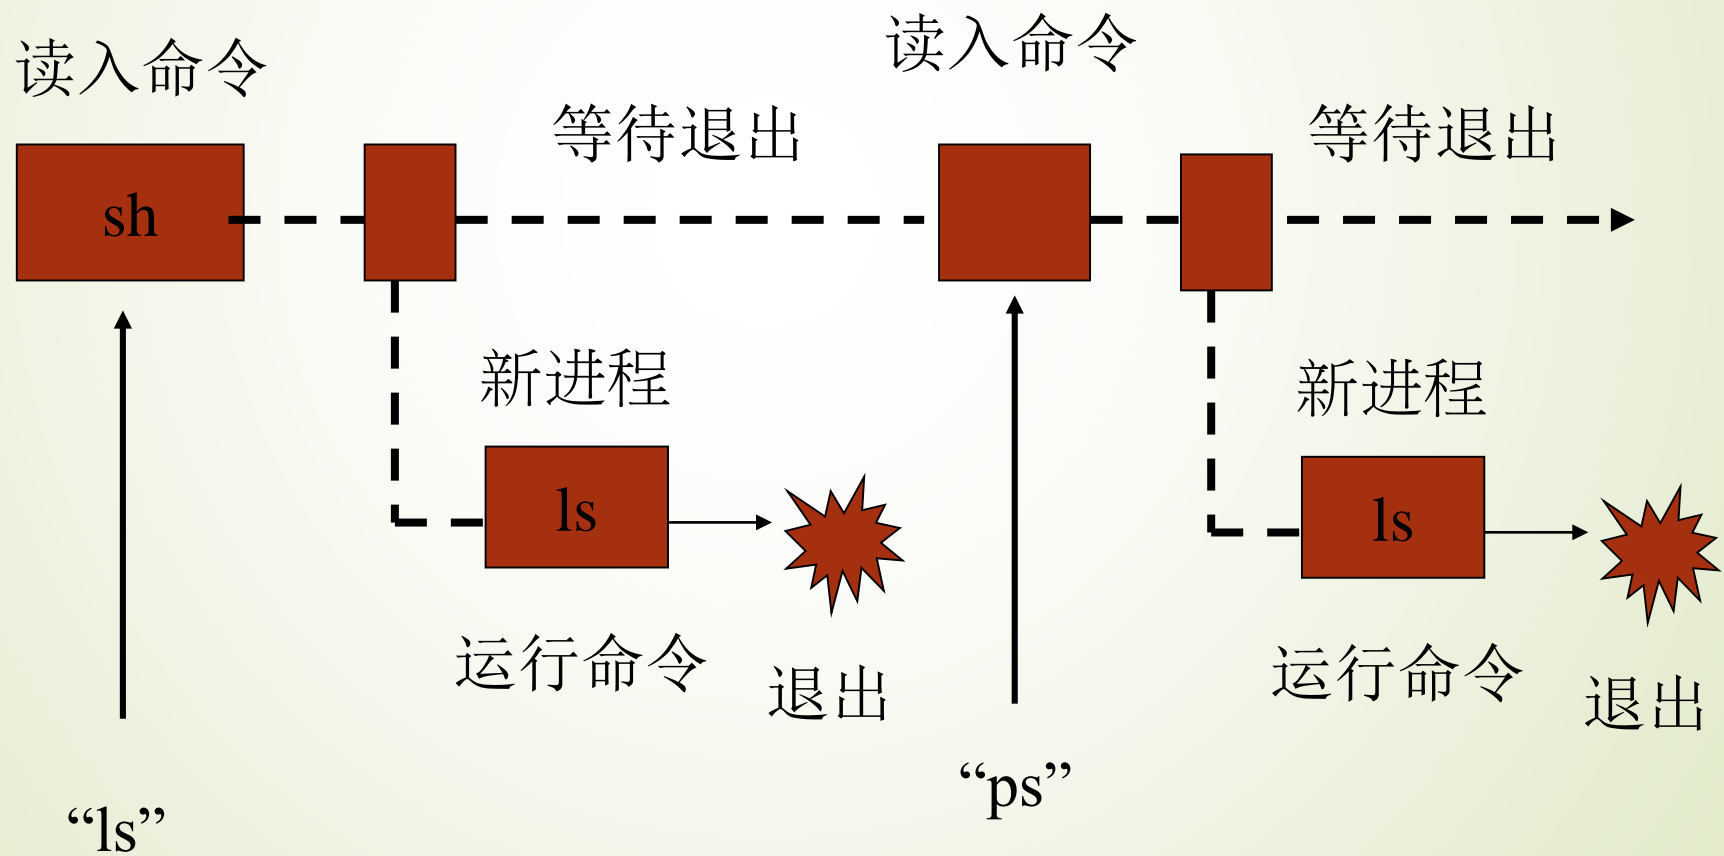 读入命令
读入命令
等待退出
等待退出
sh
新进程
新进程
ls
ls
运行命令
运行命令
退出
退出
“ps”
“ls”